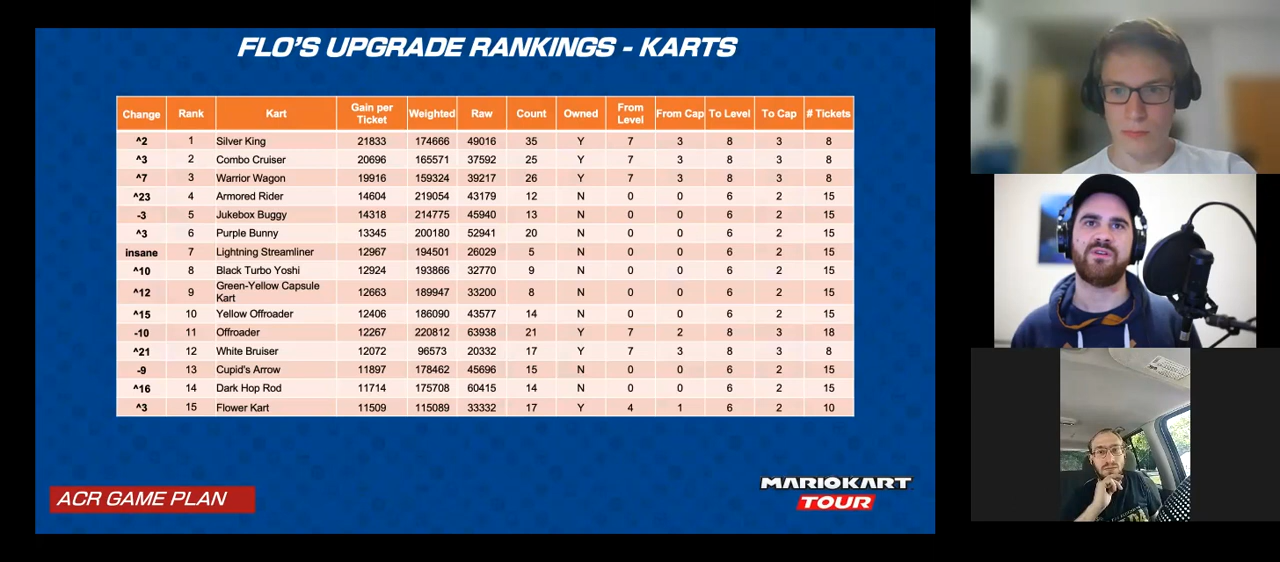 FLO'S UPGRADE RANKINGS - KARTS
Change Rank Kart Gain per Ticket Weighted Raw Count Owned From Level From Cap To Level To Cap # Tickets
^2 1 Silver King 21833 174666 49016 35 Y 7 3 8 3 8
^3 2 Combo Cruiser 20696 165571 37592 25 Y 7 3 8 3 8
^7 3 Warrior Wagon 19916 159324 39217 26 Y 7 3 8 3 8
^23 4 Armored Rider 14604 219054 43179 12 N 0 0 6 2 15
-3 5 Jukebox Buggy 14318 214775 45940 13 N 0 0 6 2 15
^3 6 Purple Bunny 13345 200180 52941 20 N 0 0 6 2 15
insane 7 Lightning Streamliner 12967 194501 26029 5 N 0 0 6 2 15
^10 8 Black Turbo Yoshi 12924 193866 32770 9 N 0 0 6 2 15
^12 9 Green-Yellow Capsule Kart 12663 189947 33200 8 N 0 0 6 2 15
^15 10 Yellow Offroader 12406 186090 43577 14 N 0 0 6 2 15
-10 11 Offroader 12267 220812 63938 21 Y 7 2 8 3 18
^21 12 White Bruiser 12072 96573 20332 17 Y 7 3 8 3 8
-9 13 Cupid's Arrow 11897 178462 45696 15 N 0 0 6 2 15
^16 14 Dark Hop Rod 11714 175708 60415 14 N 0 0 6 2 15
^3 15 Flower Kart 11509 115089 33332 17 Y 4 1 6 2 10
ACR GAME PLAN
MARIOKART
TOUR